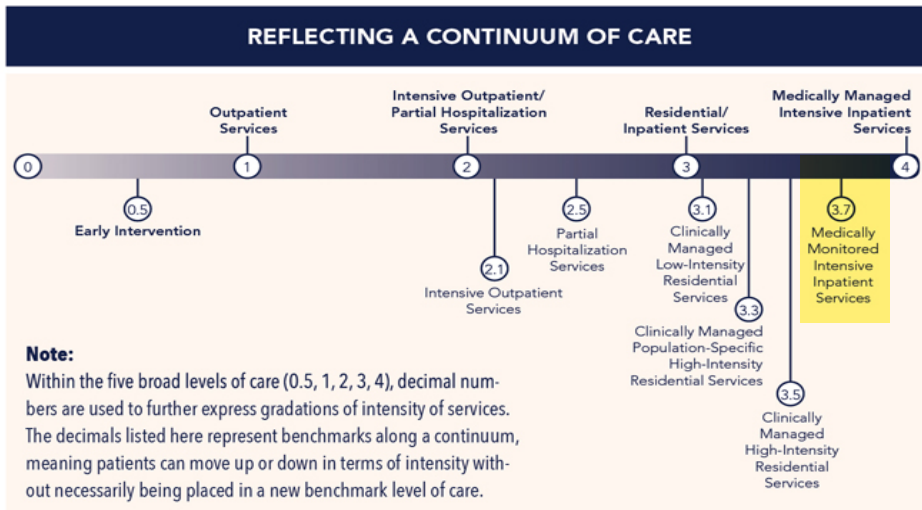 REFLECTING A CONTINUUM OF CARE
Outpatient
Services
Intensive Outpatient/
Partial Hospitalization
Services
Residential/
Inpatient Services
Medically Managed
Intensive Inpatient
Services
0
1
2
3
4
0.5
Early Intervention
2.1
Intensive Outpatient
Services
2.5
Partial
Hospitalization
Services
3.1
Clinically
Managed
Low-Intensity
Residential
Services
3.3
Clinically Managed
Population-Specific
High-Intensity
Residential Services
3.5
Clinically
Managed
High-Intensity
Residential
Services
3.7
Medically
Monitored
Intensive
Inpatient
Services
Note:
Within the five broad levels of care (0.5, 1, 2, 3, 4), decimal num-
bers are used to further express gradations of intensity of services.
The decimals listed here represent benchmarks along a continuum,
meaning patients can move up or down in terms of intensity with-
out necessarily being placed in a new benchmark level of care.